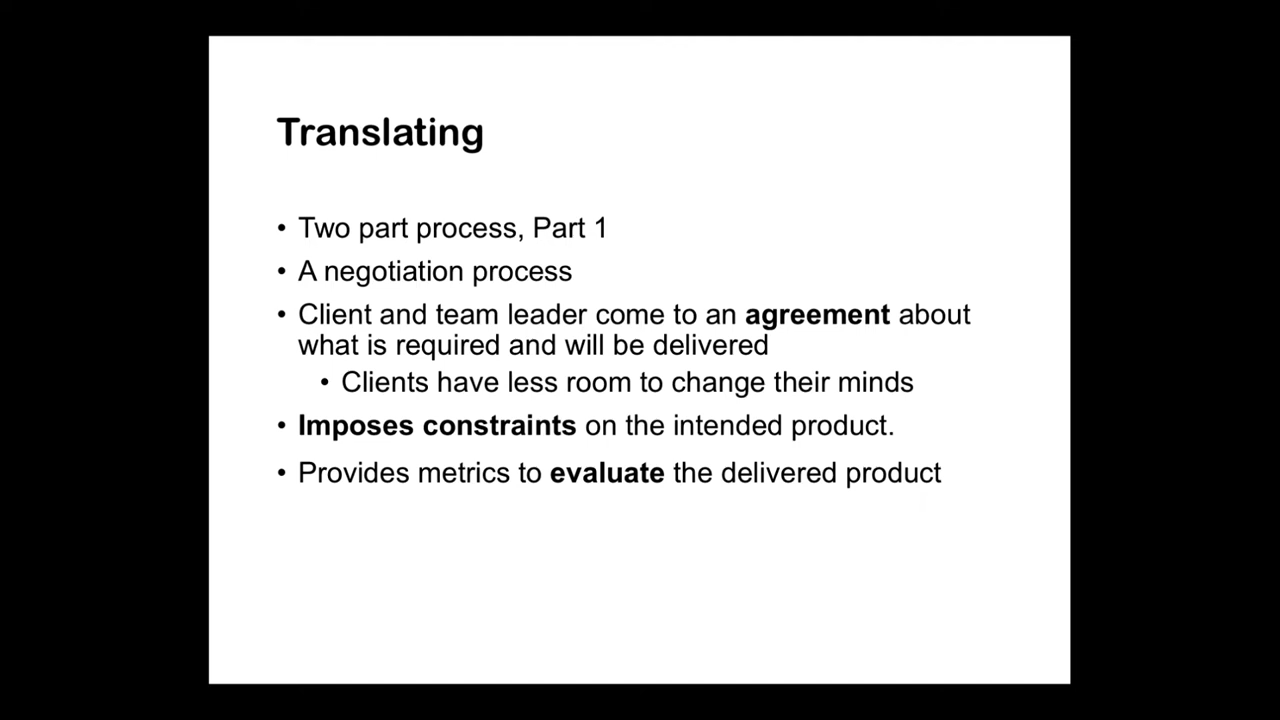 Translating
• Two part process, Part 1
• A negotiation process
• Client and team leader come to an agreement about
what is required and will be delivered
• Clients have less room to change their minds
• Imposes constraints on the intended product.
• Provides metrics to evaluate the delivered product